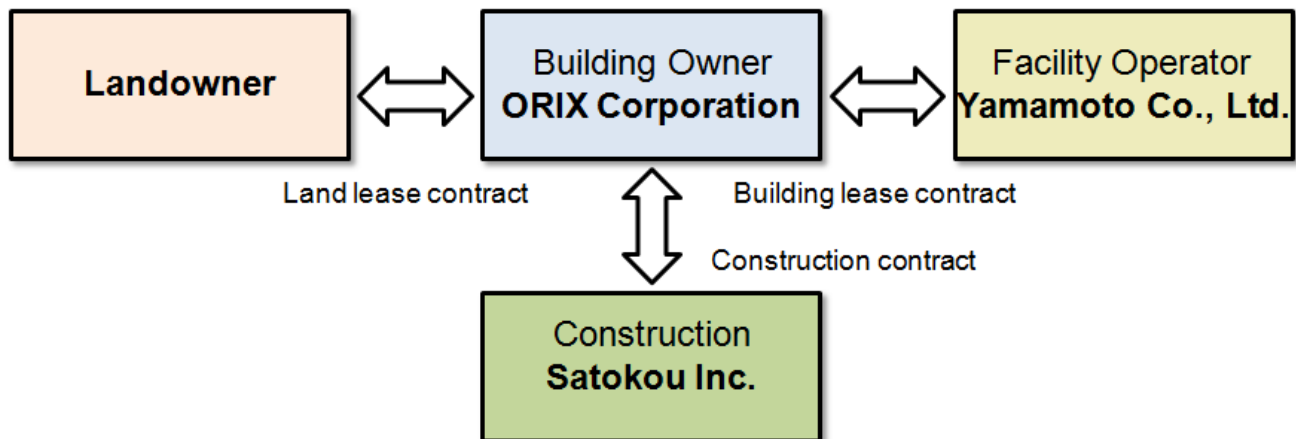 Landowner
Building Owner
ORIX Corporation
Facility Operator
Yamamoto Co., Ltd.
Land lease contract
Building lease contract
Construction contract
Construction
Satokou Inc.